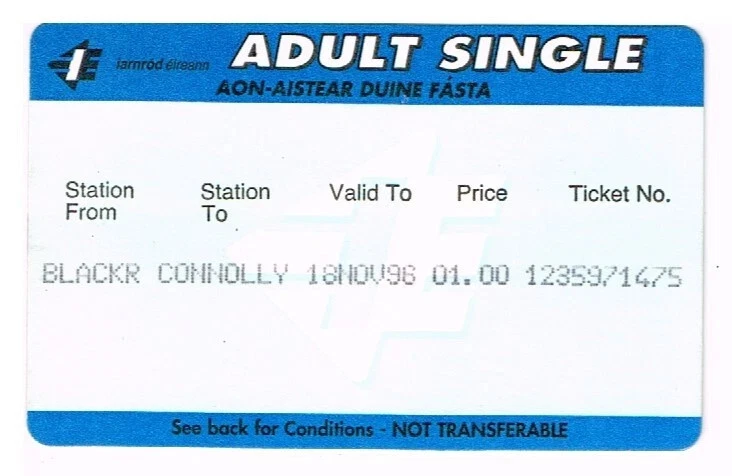 iarnród éireann ADULT SINGLE
AON-AISTEAR DUINE FÁSTA
Station From Station To Valid To Price Ticket No.
BLACKR CONNOLLY 18NOV96 01.00 1235971475
See back for Conditions - NOT TRANSFERABLE